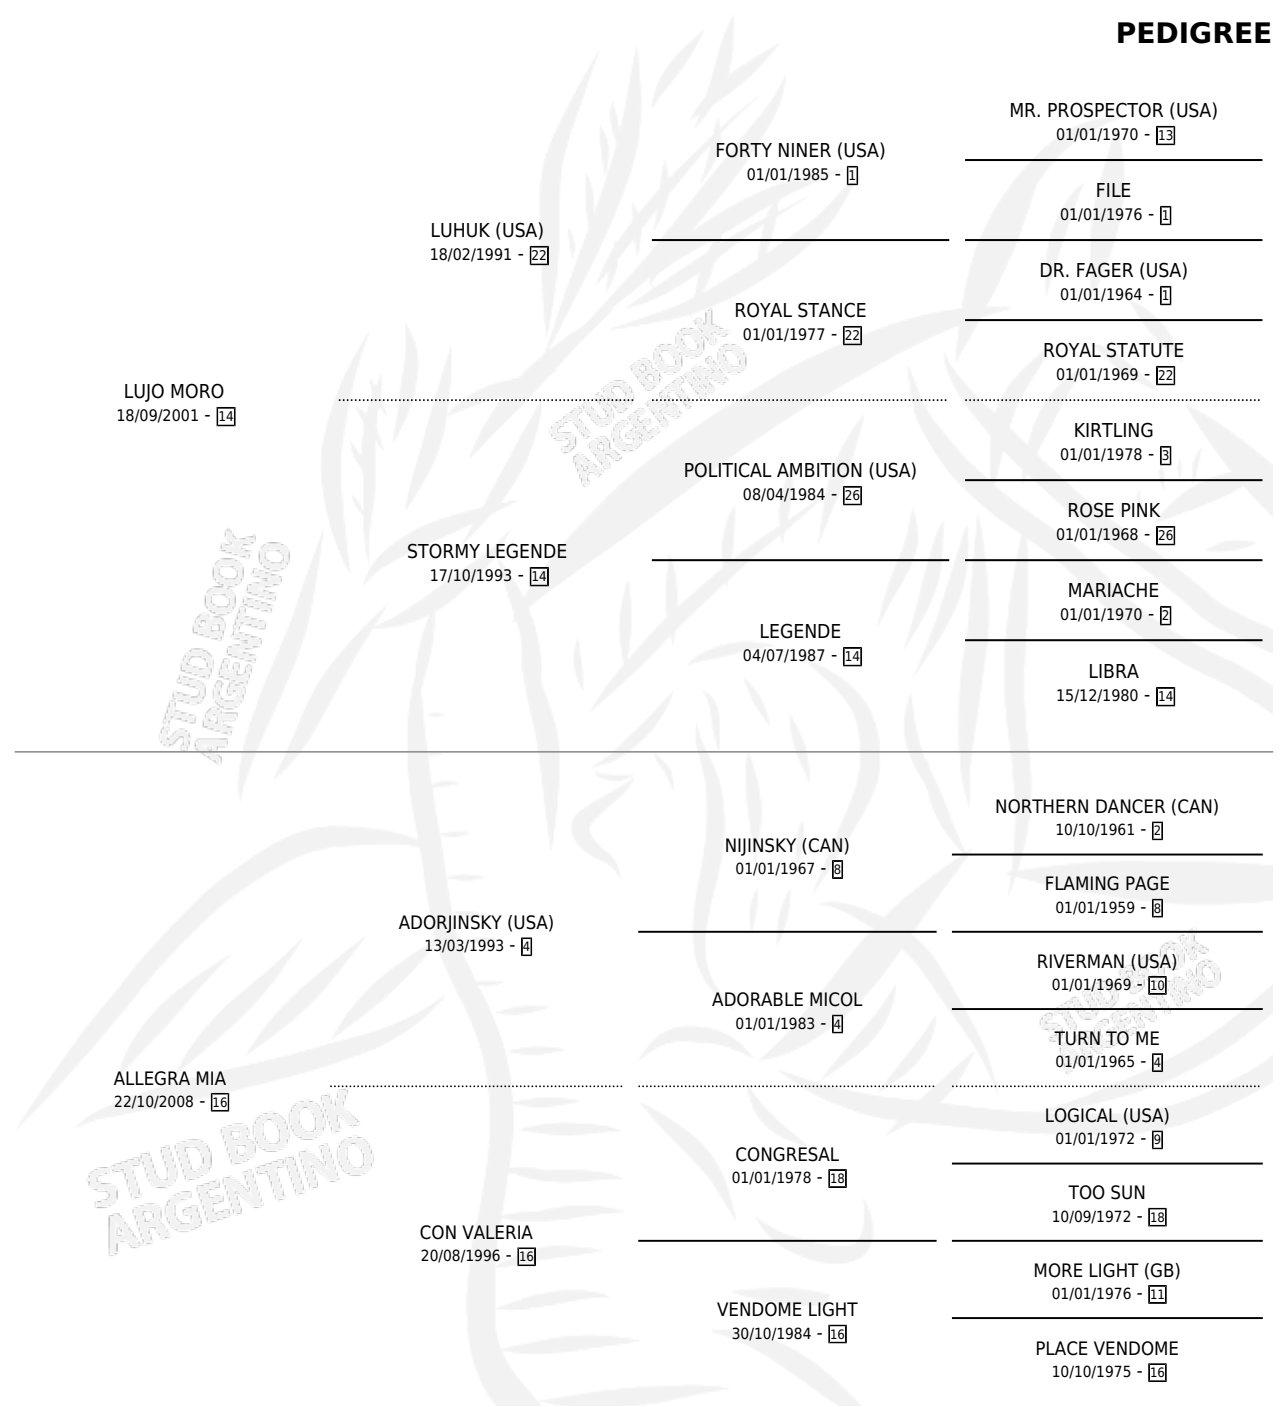 PEDIGREE
MR. PROSPECTOR (USA)
01/01/1970 - 13
FORTY NINER (USA)
01/01/1985 - 1
FILE
01/01/1976 - 1
LUHUK (USA)
18/02/1991 - 22
DR. FAGER (USA)
01/01/1964 - 1
ROYAL STANCE
01/01/1977 - 22
ROYAL STATUTE
01/01/1969 - 22
LUJO MORO
18/09/2001 - 14
STUD BOOK
ARGENTINO
KIRTLING
01/01/1978 - 3
POLITICAL AMBITION (USA)
08/04/1984 - 26
ROSE PINK
01/01/1968 - 26
STORMY LEGENDE
17/10/1993 - 14
MARIACHE
01/01/1970 - 2
LEGENDE
04/07/1987 - 14
LIBRA
15/12/1980 - 14
STUD BOOK
ARGENTINO
NORTHERN DANCER (CAN)
10/10/1961 - 2
NIJINSKY (CAN)
01/01/1967 - 8
FLAMING PAGE
01/01/1959 - 8
ADORJINSKY (USA)
13/03/1993 - 4
RIVERMAN (USA)
01/01/1969 - 10
ADORABLE MICOL
01/01/1983 - 4
TURN TO ME
01/01/1965 - 4
STUD BOOK
ARGENTINO
ALLEGRA MIA
22/10/2008 - 16
LOGICAL (USA)
01/01/1972 - 9
CONGRESAL
01/01/1978 - 18
TOO SUN
10/09/1972 - 18
STUD BOOK
ARGENTINO
CON VALERIA
20/08/1996 - 16
MORE LIGHT (GB)
01/01/1976 - 11
VENDOME LIGHT
30/10/1984 - 16
PLACE VENDOME
10/10/1975 - 16